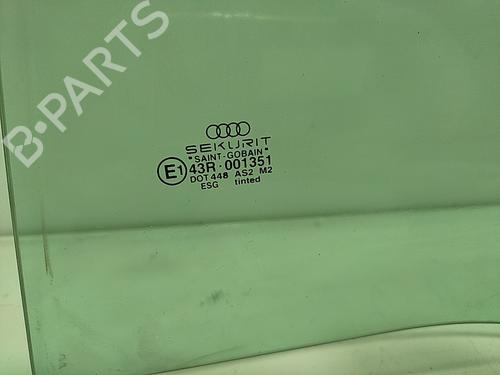 B-PARTS
SEKURIT
"SAINT-GOBAIN"
E1 43R-001351
DOT 448 AS2 M2
ESG tinted